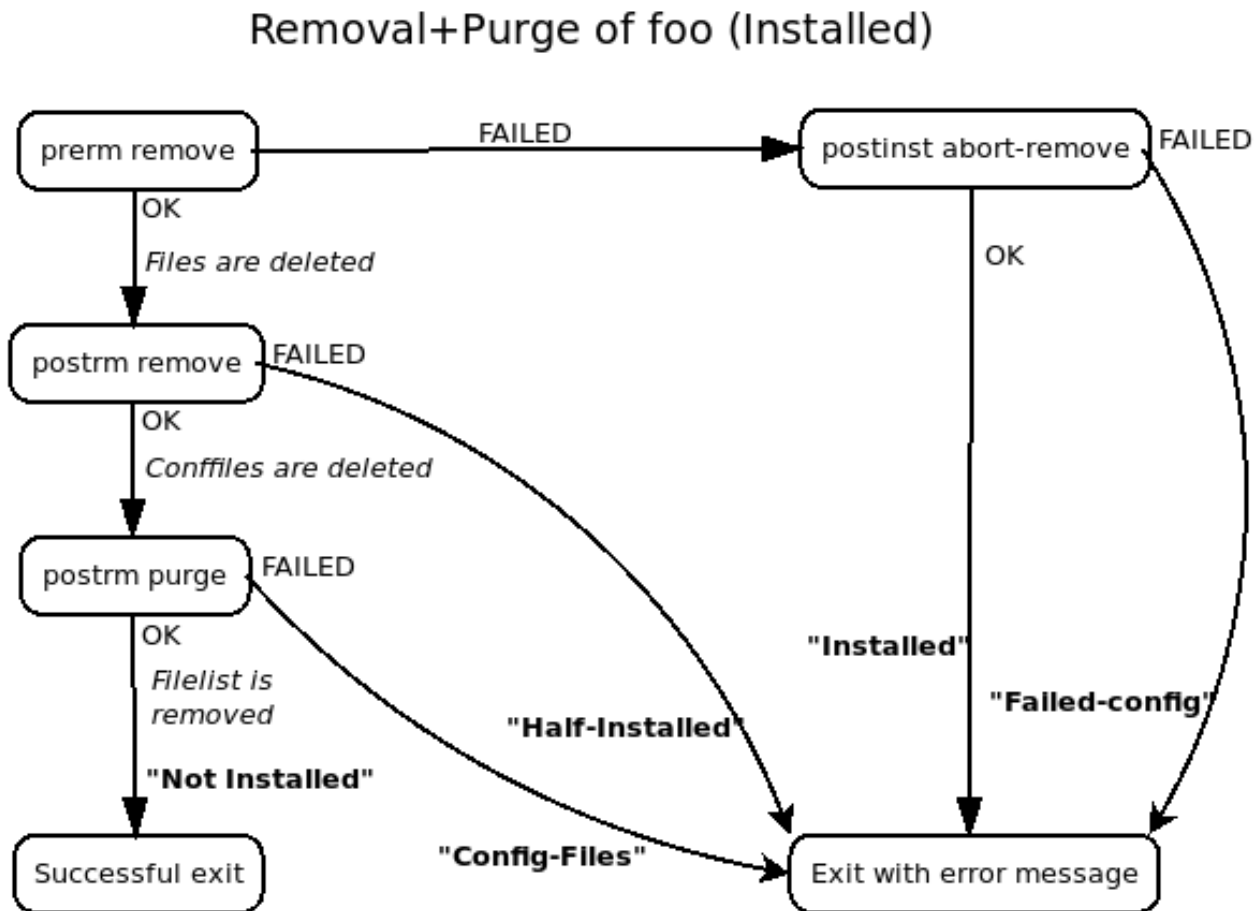 Removal+Purge of foo (Installed)
prerm remove
FAILED
postinst abort-remove
FAILED
OK
Files are deleted
OK
postrm remove
FAILED
OK
Conffiles are deleted
postrm purge
FAILED
OK
Filelist is
removed
"Installed"
"Failed-config"
"Half-Installed"
"Not Installed"
"Config-Files"
Successful exit
Exit with error message